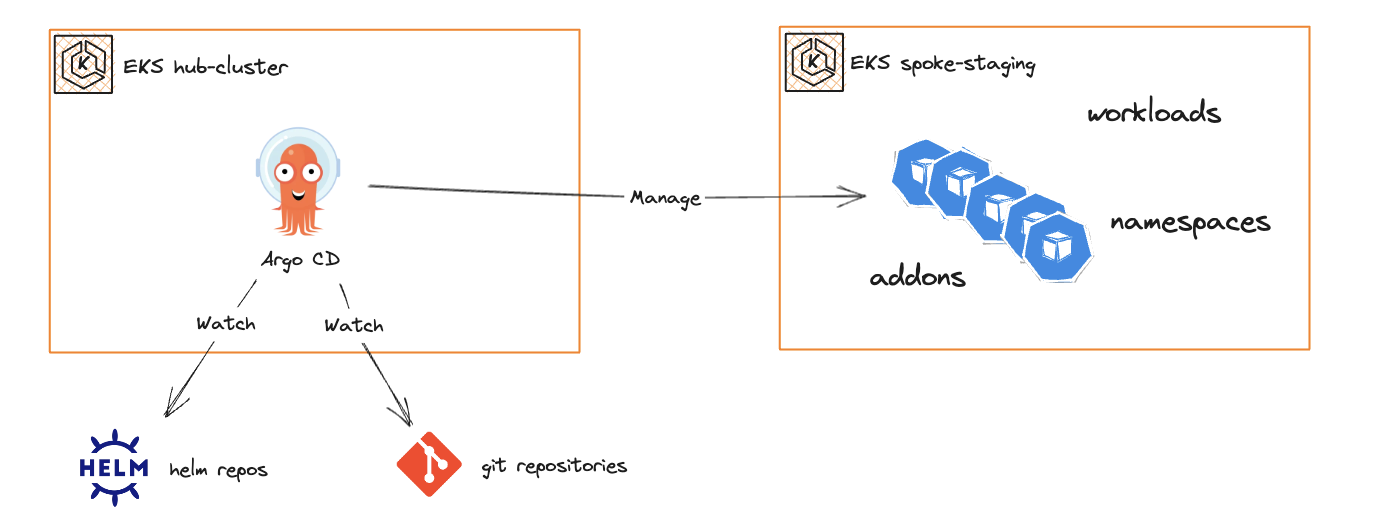 K
EKS hub-cluster
K
EKS spoke-staging
workloads
Manage
namespaces
Argo CD
addons
Watch
Watch
HELM
helm repos
git repositories